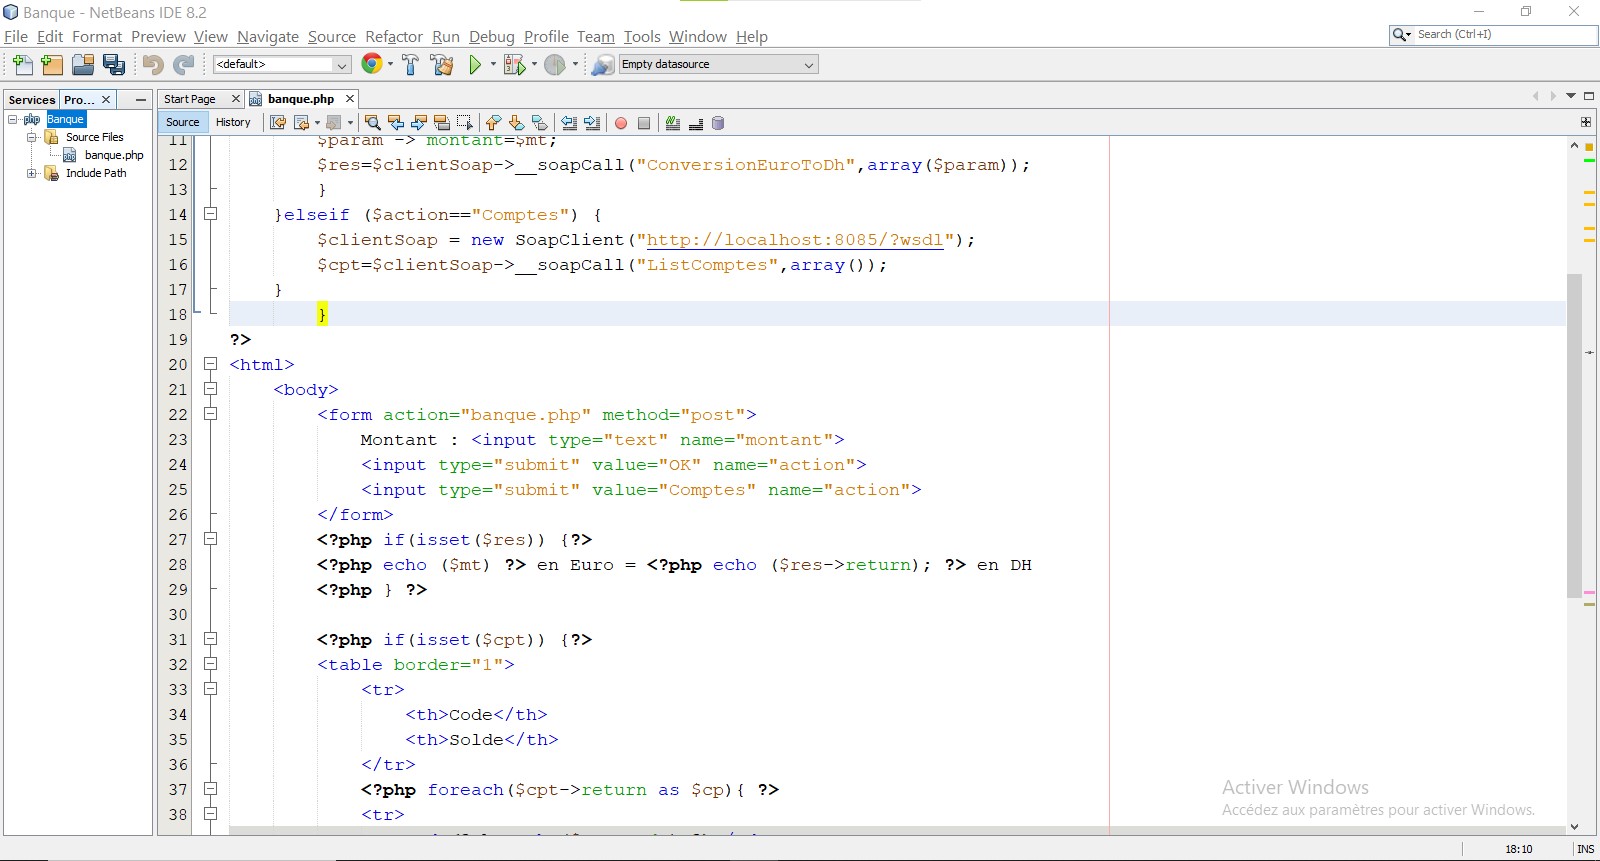 Banque - NetBeans IDE 8.2
File Edit Format Preview View Navigate Source Refactor Run Debug Profile Team Tools Window Help
Search (Ctrl+I)
<default>
Empty datasource
Services Pro...
Start Page banque.php
Banque
Source Files
banque.php
Include Path
Source History
11 $param -> montant=$mt;
12 $res=$clientSoap->__soapCall("ConversionEuroToDh",array($param));
13 }
14 }elseif ($action=="Comptes") {
15 $clientSoap = new SoapClient("http://localhost:8085/?wsdl");
16 $cpt=$clientSoap->__soapCall("ListComptes",array());
17 }
18 }
19 ?>
20 <html>
21 <body>
22 <form action="banque.php" method="post">
23 Montant : <input type="text" name="montant">
24 <input type="submit" value="OK" name="action">
25 <input type="submit" value="Comptes" name="action">
26 </form>
27 <?php if(isset($res)) {?>
28 <?php echo ($mt) ?> en Euro = <?php echo ($res->return); ?> en DH
29 <?php } ?>
30
31 <?php if(isset($cpt)) {?>
32 <table border="1">
33 <tr>
34 <th>Code</th>
35 <th>Solde</th>
36 </tr>
37 <?php foreach($cpt->return as $cp){ ?>
38 <tr>
Activer Windows
Accédez aux paramètres pour activer Windows.
18:10 INS